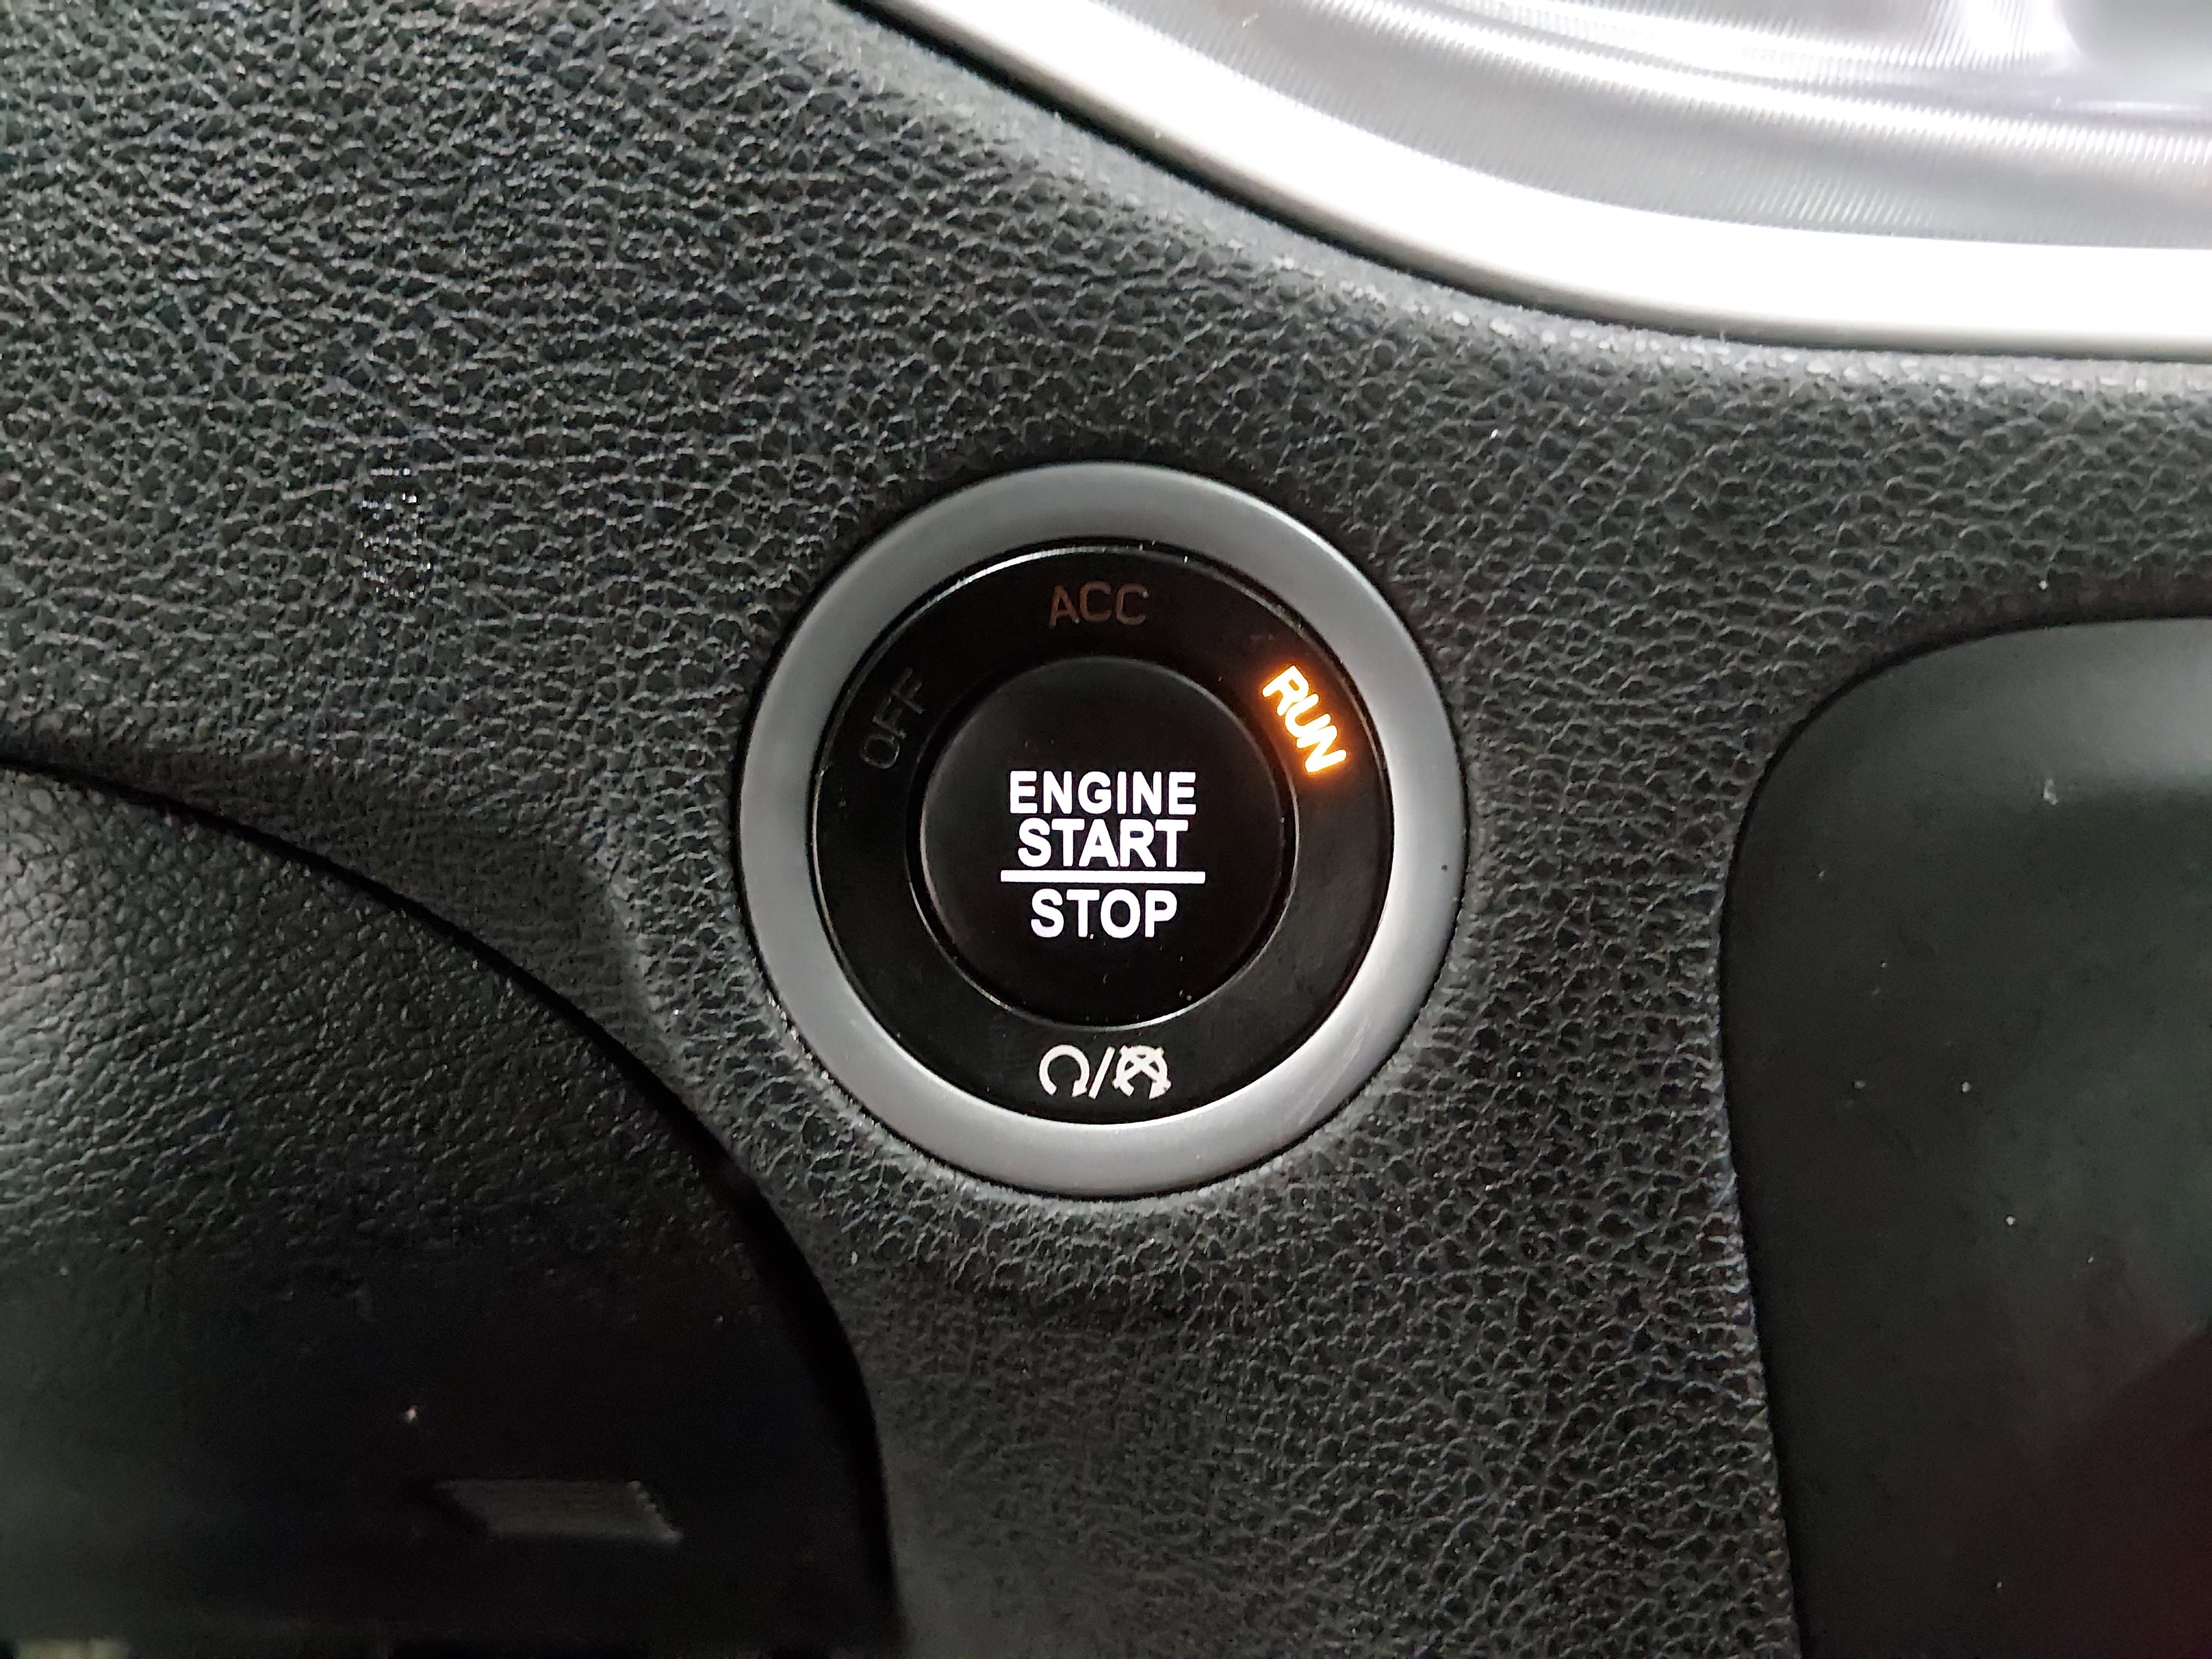 ACC
OFF
RUN
ENGINE
START
STOP